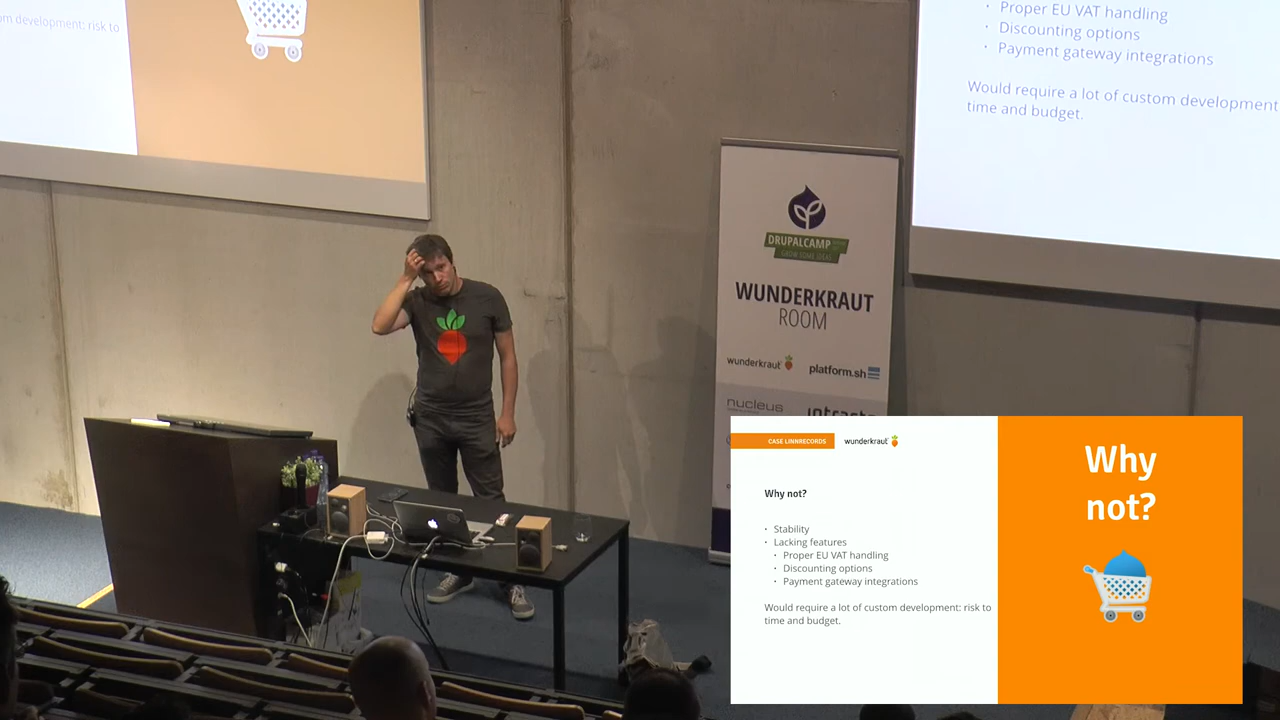 om development: risk to
· Proper EU VAT handling
· Discounting options
· Payment gateway integrations
Would require a lot of custom development
time and budget.
DRUPALCAMP
GROW SOME IDEAS
WUNDERKRAUT
ROOM
wunderkraut
platform.sh
nucleus
CASE LINNRECORDS
wunderkraut
Why not?
· Stability
· Lacking features
· Proper EU VAT handling
· Discounting options
· Payment gateway integrations
Would require a lot of custom development: risk to
time and budget.
Why
not?